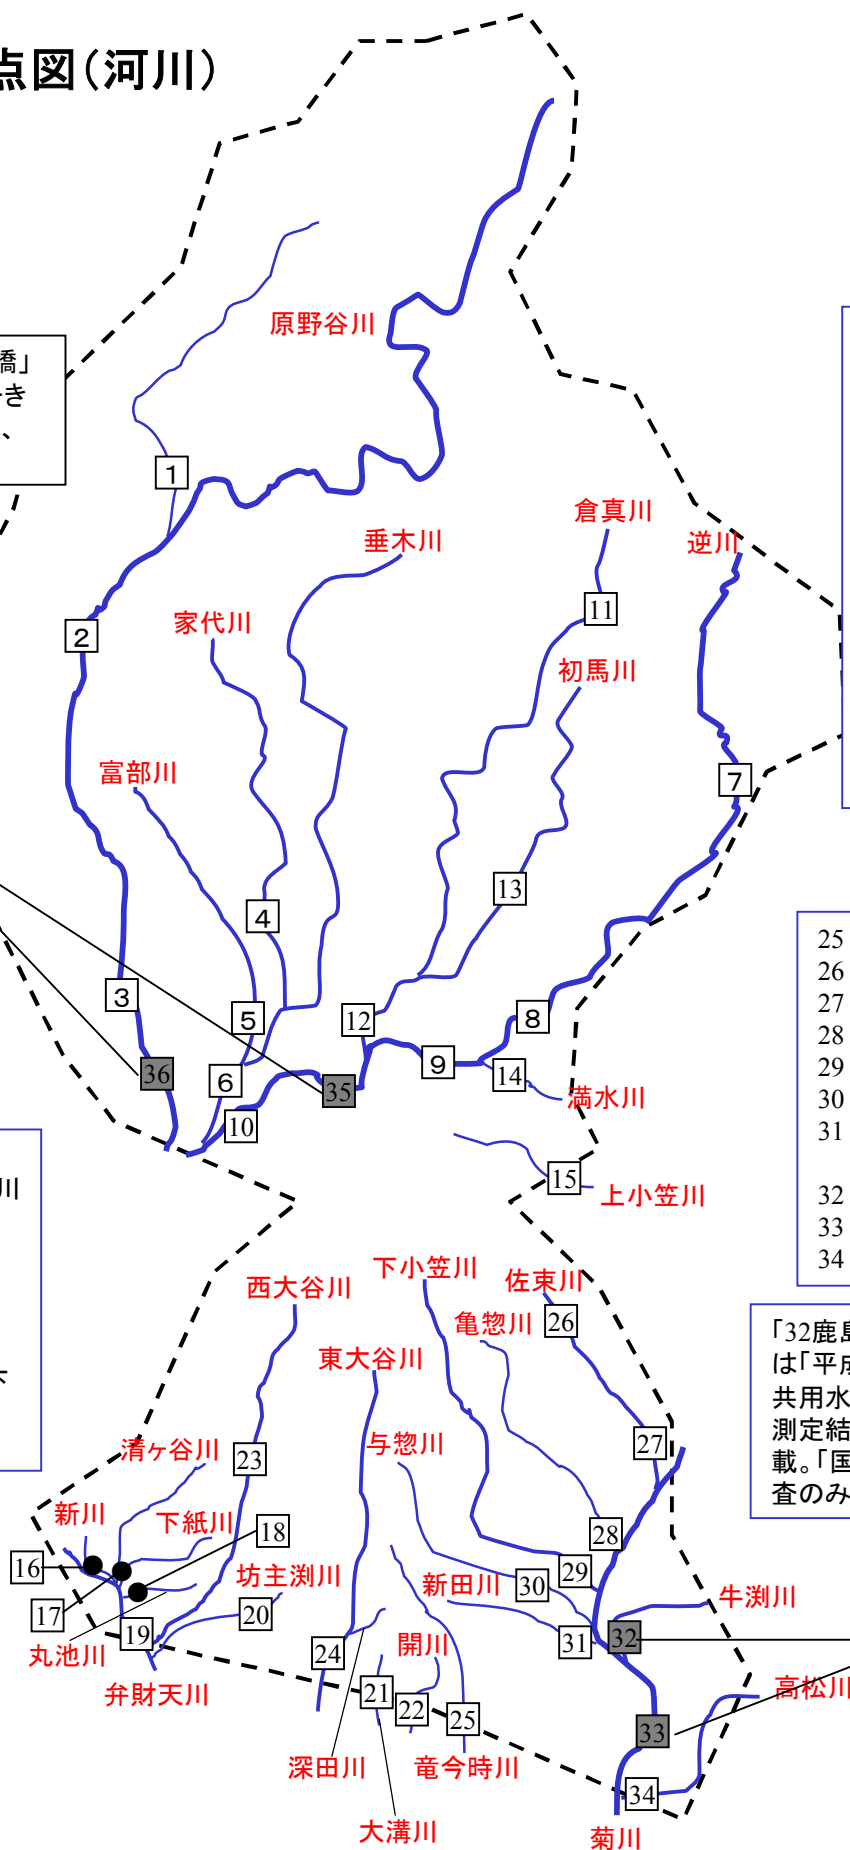 点図(河川)
原野谷川
橋」
き
、
1
倉真川
垂木川
逆川
11
家代川
2
初馬川
富部川
7
13
4
3
5
12
8
9
36
14
6
35
満水川
10
15
上小笠川
川
25
26
27
28
29
30
31
32
33
34
下小笠川
佐束川
西大谷川
亀惣川
26
東大谷川
「32鹿島
は「平成
共用水
測定結
載。「国
査のみ
与惣川
27
清ヶ谷川
23
新川
下紙川
18
28
16
坊主渕川
新田川
29
30
17
20
牛渕川
19
31
32
丸池川
24
開川
弁財天川
21
22
25
高松川
33
深田川
竜今時川
34
大溝川
菊川